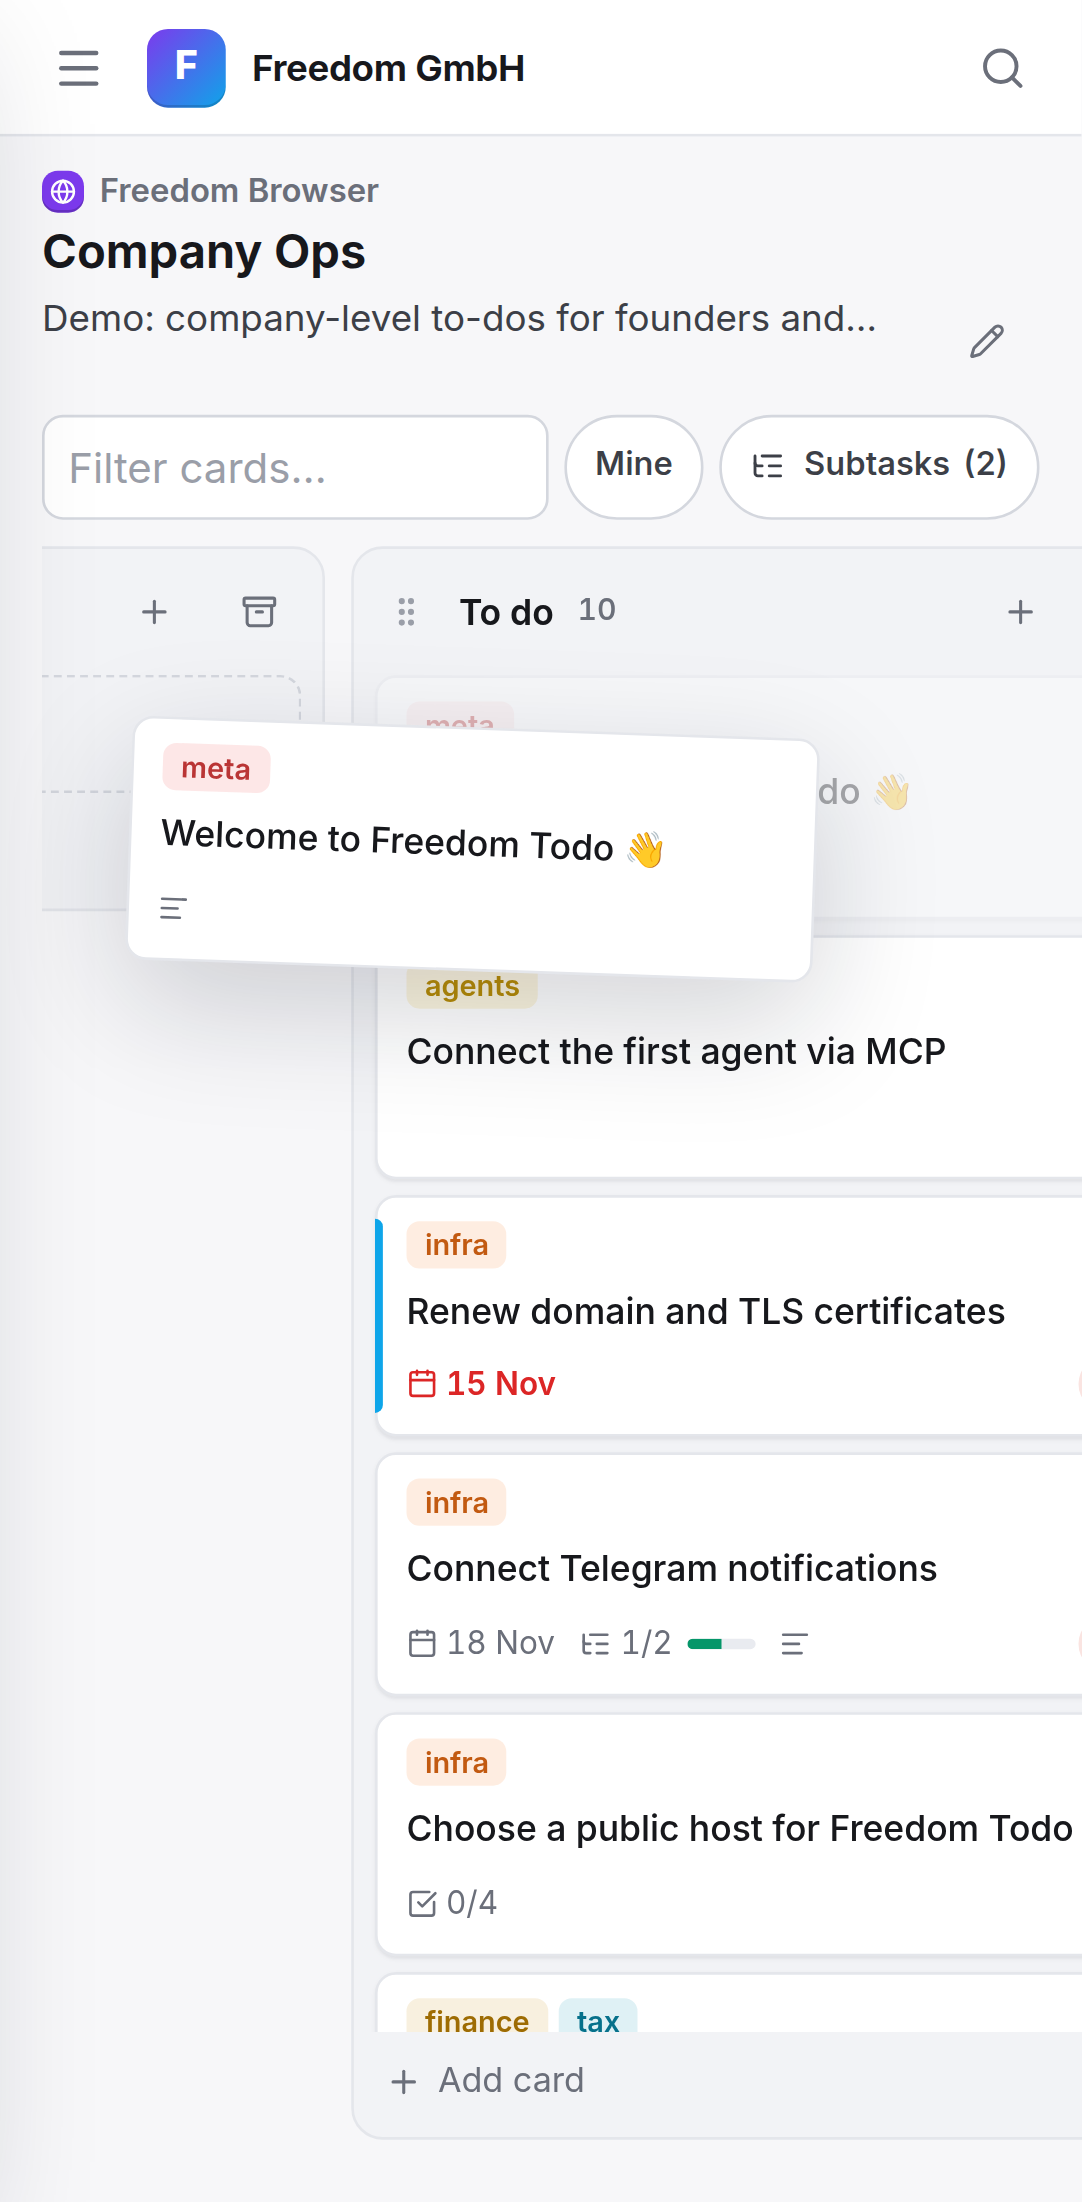 F Freedom GmbH
Freedom Browser
Company Ops
Demo: company-level to-dos for founders and...
Filter cards...
Mine
Subtasks (2)
To do 10
meta
do 👋
meta
Welcome to Freedom Todo 👋
agents
Connect the first agent via MCP
infra
Renew domain and TLS certificates
15 Nov
infra
Connect Telegram notifications
18 Nov 1/2
infra
Choose a public host for Freedom Todo
0/4
finance tax
+ Add card